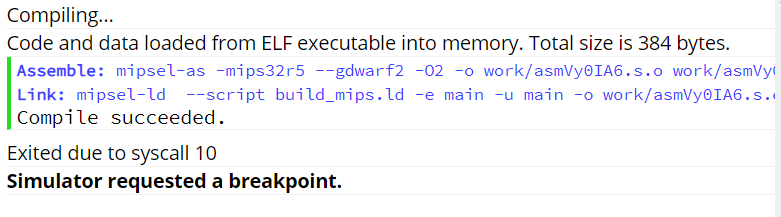 Compiling...
Code and data loaded from ELF executable into memory. Total size is 384 bytes.
Assemble: mipsel-as -mips32r5 --gdwarf2 -O2 -o work/asmVy0IA6.s.o work/asmVy0
Link: mipsel-ld --script build_mips.ld -e main -u main -o work/asmVy0IA6.s.
Compile succeeded.
Exited due to syscall 10
Simulator requested a breakpoint.